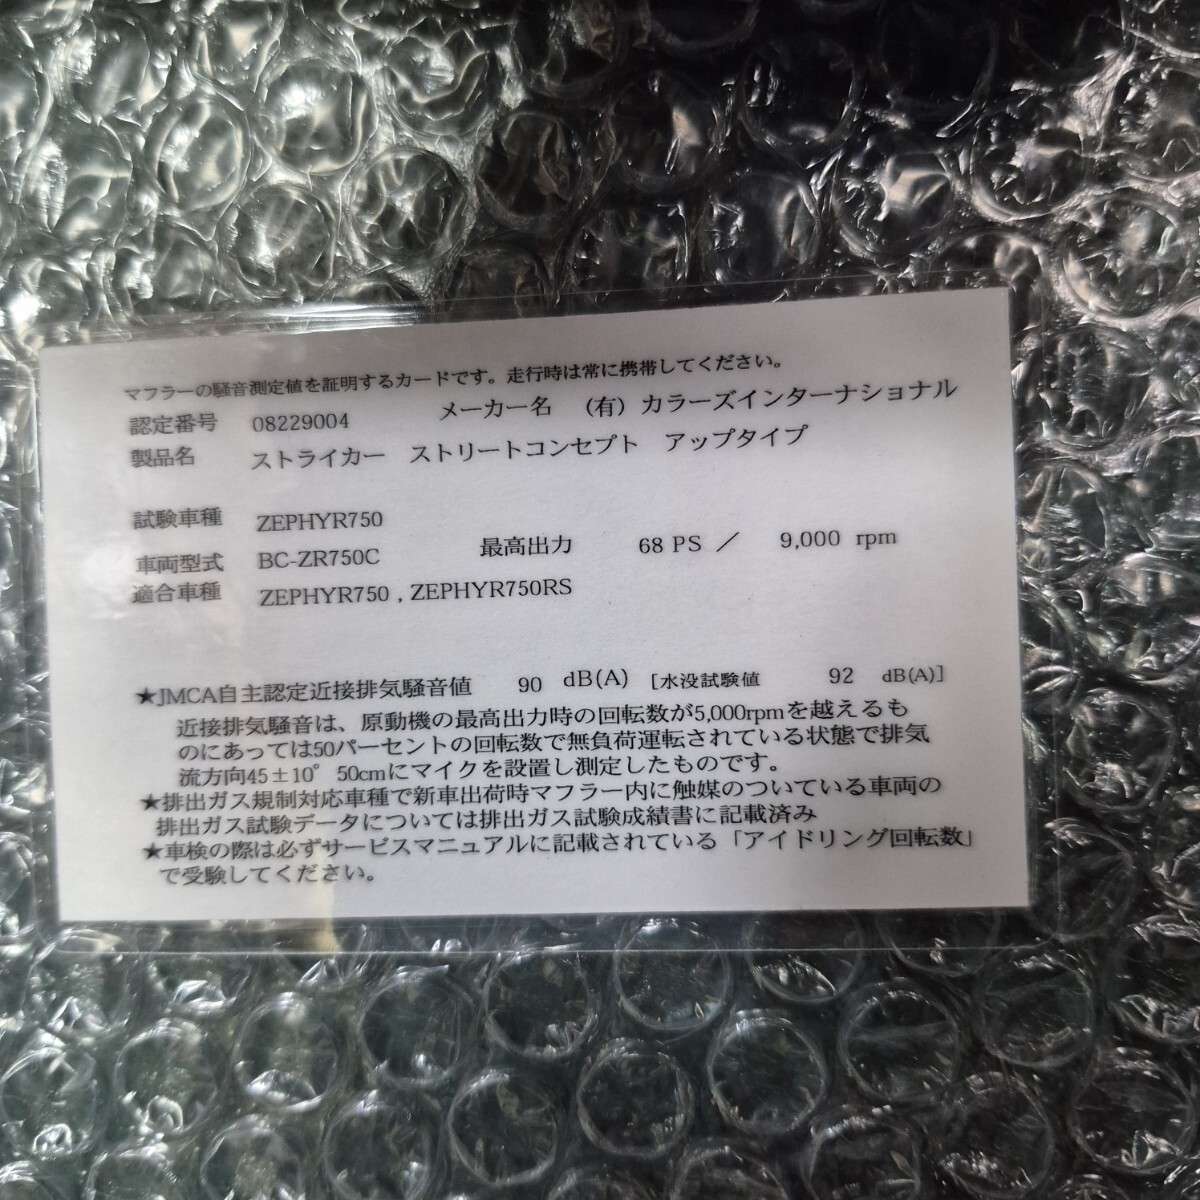 マフラーの騒音測定値を証明するカードです。走行時は常に携帯してください。
認定番号 08229004 メーカー名 (有) カラーズインターナショナル
製品名 ストライカー ストリートコンセプト アップタイプ
試験車種 ZEPHYR750
車両型式 BC-ZR750C 最高出力 68 PS ／ 9,000 rpm
適合車種 ZEPHYR750 , ZEPHYR750RS
★JMCA自主認定近接排気騒音値 90 dB(A) [水没試験値 92 dB(A)]
近接排気騒音は、原動機の最高出力時の回転数が5,000rpmを越えるも
のにあっては50パーセントの回転数で無負荷運転されている状態で排気
流方向45±10° 50cmにマイクを設置し測定したものです。
★排出ガス規制対応車種で新車出荷時マフラー内に触媒のついている車両の
排出ガス試験データについては排出ガス試験成績書に記載済み
★車検の際は必ずサービスマニュアルに記載されている「アイドリング回転数」
で受験してください。